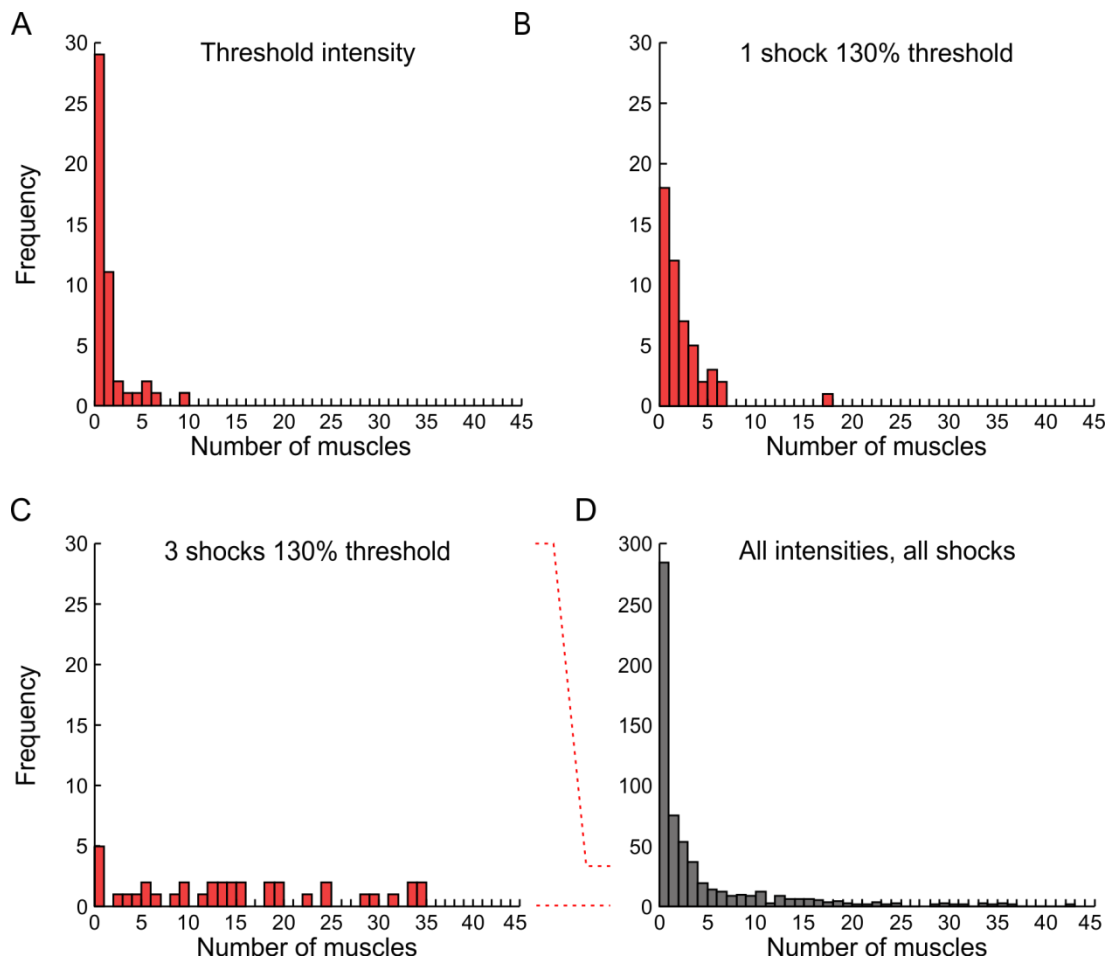 A
B
Threshold intensity
1 shock 130% threshold
30
25
20
15
10
5
0
Frequency
0 5 10 15 20 25 30 35 40 45
Number of muscles
30
25
20
15
10
5
0
0 5 10 15 20 25 30 35 40 45
Number of muscles
C
D
3 shocks 130% threshold
All intensities, all shocks
30
25
20
15
10
5
0
Frequency
0 5 10 15 20 25 30 35 40 45
Number of muscles
300
250
200
150
100
50
0
0 5 10 15 20 25 30 35 40 45
Number of muscles